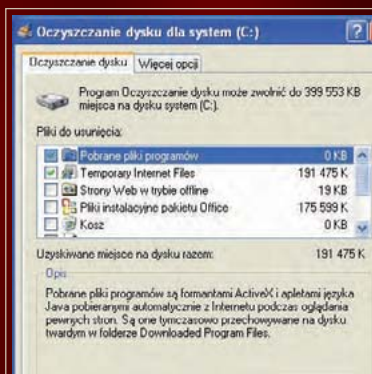 Oczyszczanie dysku dla system (C:)
Oczyszczanie dysku Więcej opcji
Program Oczyszczanie dysku może zwolnić do 399 553 KB
miejsca na dysku system (C:).
Pliki do usunięcia:
Pobrane pliki programów 0 KB
Temporary Internet Files 191 475 K
Strony Web w trybie offline 19 KB
Pliki instalacyjne pakietu Office 175 599 K
Kosz 0 KB
Uzyskiwane miejsce na dysku razem: 191 475 K
Opis
Pobrane pliki programów są formantami ActiveX i apletami języka
Java pobieranymi automatycznie z Internetu podczas oglądania
pewnych stron. Są one tymczasowo przechowywane na dysku
twardym w folderze Downloaded Program Files.